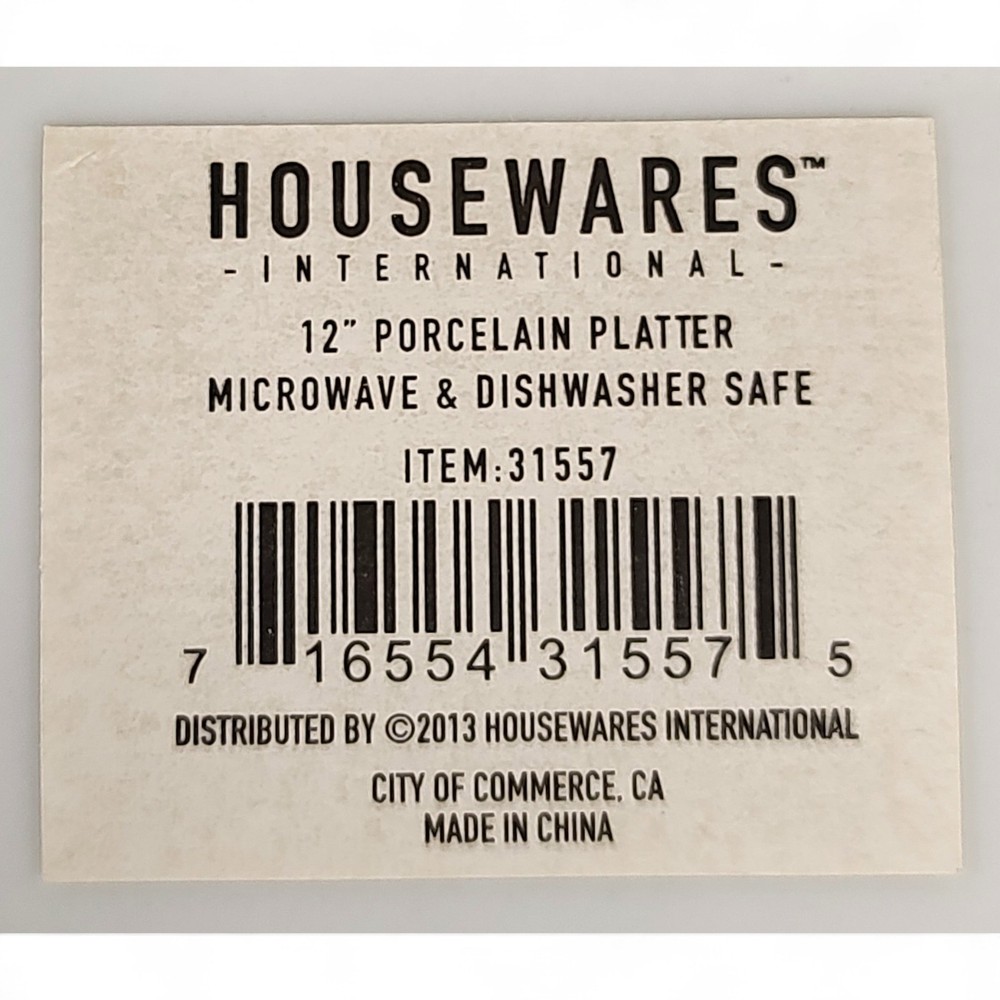 HOUSEWARES™
- INTERNATIONAL -
12” PORCELAIN PLATTER
MICROWAVE & DISHWASHER SAFE
ITEM:31557
7 16554 31557 5
DISTRIBUTED BY ©2013 HOUSEWARES INTERNATIONAL
CITY OF COMMERCE, CA
MADE IN CHINA